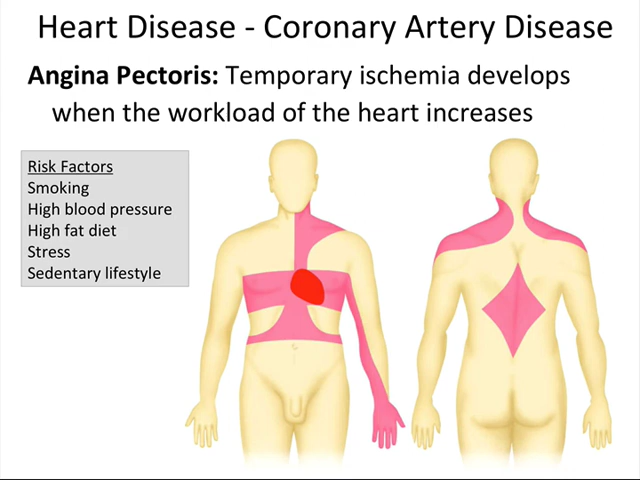 Heart Disease - Coronary Artery Disease
Angina Pectoris: Temporary ischemia develops
when the workload of the heart increases
Risk Factors
Smoking
High blood pressure
High fat diet
Stress
Sedentary lifestyle